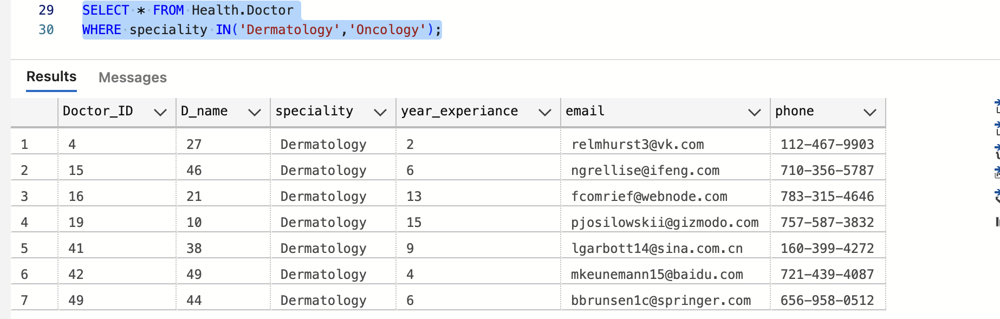 29 SELECT * FROM Health.Doctor
30 WHERE speciality IN('Dermatology','Oncology');
Results Messages
Doctor_ID D_name speciality year_experiance email phone
1 4 27 Dermatology 2 relmhurst3@vk.com 112-467-9903
2 15 46 Dermatology 6 ngrellise@ifeng.com 710-356-5787
3 16 21 Dermatology 13 fcomrief@webnode.com 783-315-4646
4 19 10 Dermatology 15 pjosilowskii@gizmodo.com 757-587-3832
5 41 38 Dermatology 9 lgarbott14@sina.com.cn 160-399-4272
6 42 49 Dermatology 4 mkeunemann15@baidu.com 721-439-4087
7 49 44 Dermatology 6 bbrunsen1c@springer.com 656-958-0512